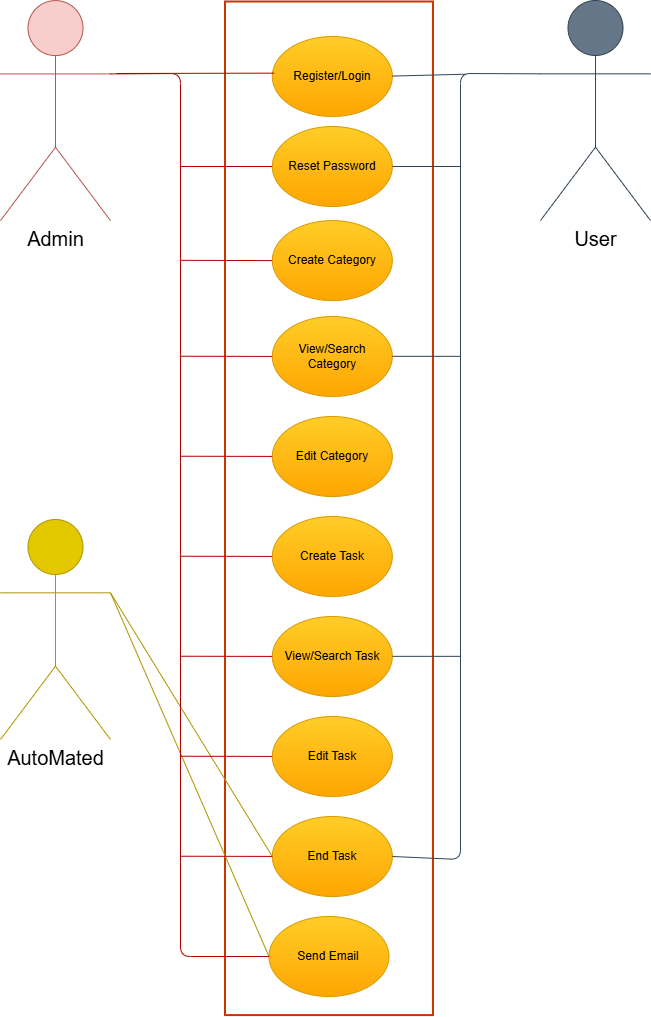 Register/Login
Reset Password
Admin
User
Create Category
View/Search
Category
Edit Category
Create Task
View/Search Task
Edit Task
AutoMated
End Task
Send Email